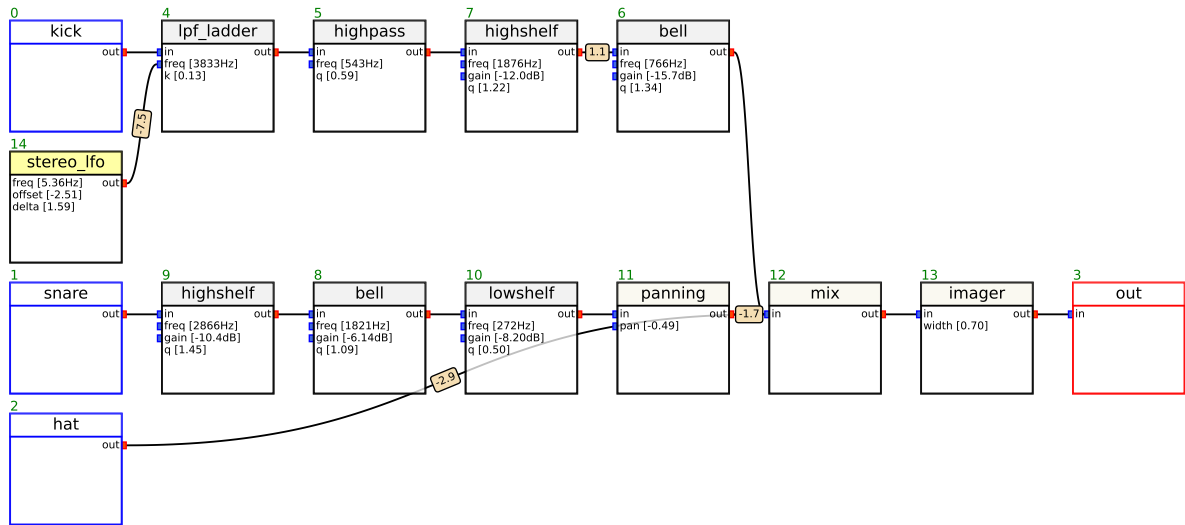 0
kick
out
4
lpf_ladder
in out
freq [3833Hz]
k [0.13]
5
highpass
in out
freq [543Hz]
q [0.59]
7
highshelf
in out
freq [1876Hz]
gain [-12.0dB]
q [1.22]
1.1
6
bell
in out
freq [766Hz]
gain [-15.7dB]
q [1.34]
-7.5
14
stereo_lfo
freq [5.36Hz] out
offset [-2.51]
delta [1.59]
1
snare
out
9
highshelf
in out
freq [2866Hz]
gain [-10.4dB]
q [1.45]
8
bell
in out
freq [1821Hz]
gain [-6.14dB]
q [1.09]
10
lowshelf
in out
freq [272Hz]
gain [-8.20dB]
q [0.50]
11
panning
in out
pan [-0.49]
-1.7
12
mix
in out
13
imager
in out
width [0.70]
3
out
in
-2.9
2
hat
out